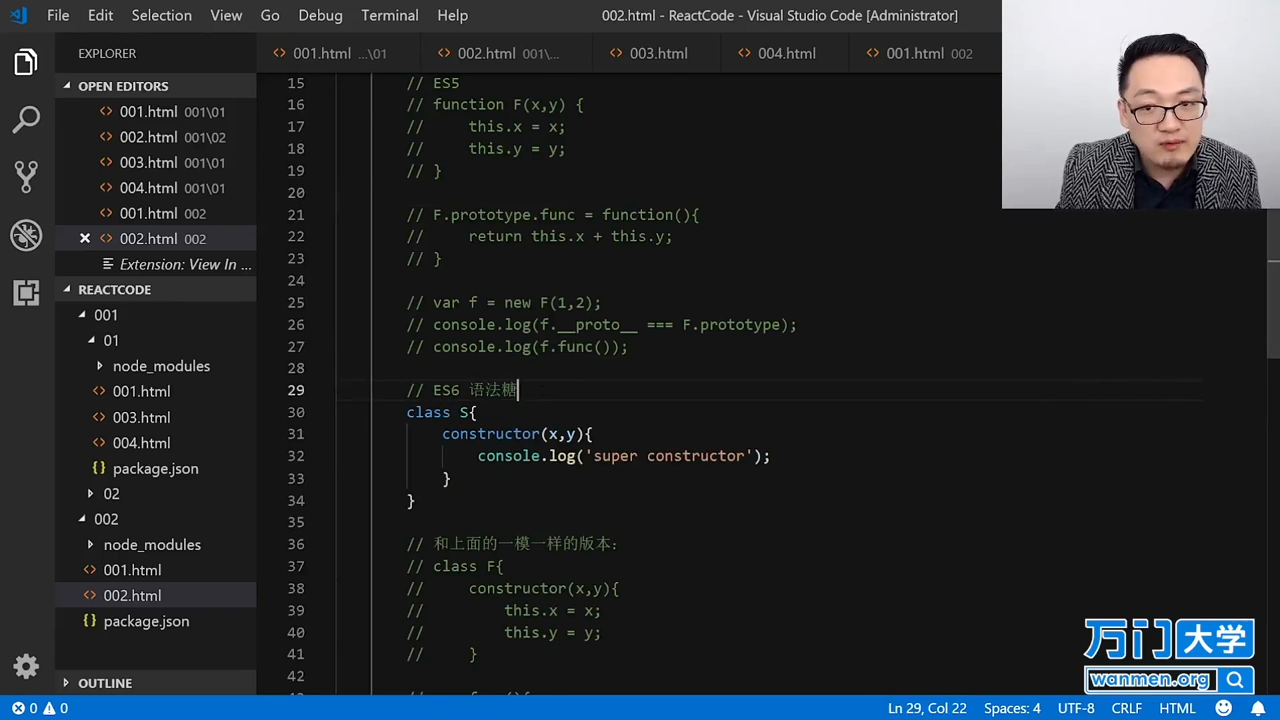 File Edit Selection View Go Debug Terminal Help
002.html - ReactCode - Visual Studio Code [Administrator]
EXPLORER
001.html ...\01
002.html 001\...
003.html
004.html
001.html 002
OPEN EDITORS
001.html 001\01
002.html 001\02
003.html 001\01
004.html 001\01
001.html 002
002.html 002
Extension: View In ...
REACTCODE
001
01
node_modules
001.html
003.html
004.html
package.json
02
002
node_modules
001.html
002.html
package.json
OUTLINE
15 // ES5
16 // function F(x,y) {
17 //     this.x = x;
18 //     this.y = y;
19 // }
20
21 // F.prototype.func = function(){
22 //     return this.x + this.y;
23 // }
24
25 // var f = new F(1,2);
26 // console.log(f.__proto__ === F.prototype);
27 // console.log(f.func());
28
29 // ES6 语法糖
30 class S{
31     constructor(x,y){
32         console.log('super constructor');
33     }
34 }
35
36 // 和上面的一模一样的版本:
37 // class F{
38 //     constructor(x,y){
39 //         this.x = x;
40 //         this.y = y;
41 //     }
42
万门大学
wanmen.org
0 0
Ln 29, Col 22 Spaces: 4 UTF-8 CRLF HTML